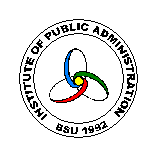 INSTITUTE OF PUBLIC ADMINISTRATION
BSU 1992